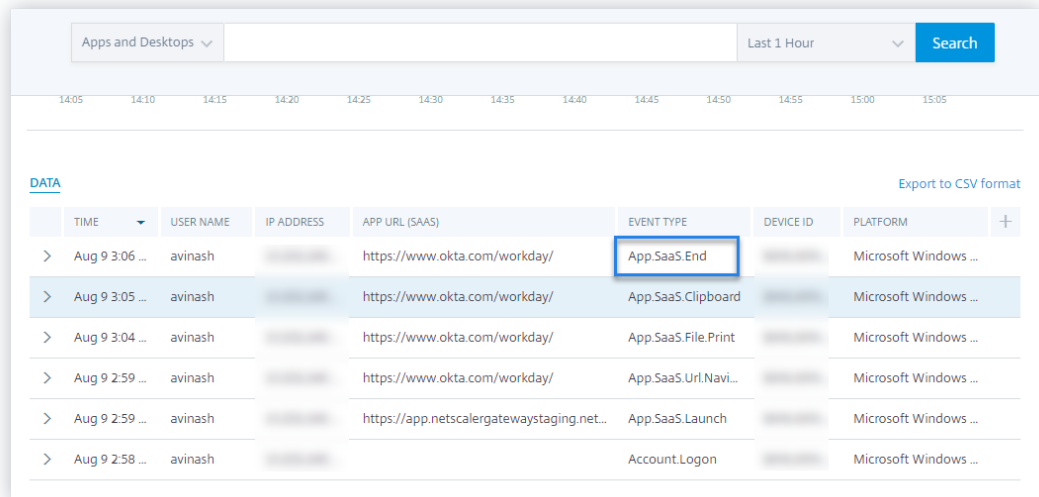 Apps and Desktops Last 1 Hour Search
14:05 14:10 14:15 14:20 14:25 14:30 14:35 14:40 14:45 14:50 14:55 15:00 15:05
DATA Export to CSV format
TIME USER NAME IP ADDRESS APP URL (SAAS) EVENT TYPE DEVICE ID PLATFORM
Aug 9 3:06 ... avinash https://www.okta.com/workday/ App.SaaS.End Microsoft Windows ...
Aug 9 3:05 ... avinash https://www.okta.com/workday/ App.SaaS.Clipboard Microsoft Windows ...
Aug 9 3:04 ... avinash https://www.okta.com/workday/ App.SaaS.File.Print Microsoft Windows ...
Aug 9 2:59 ... avinash https://www.okta.com/workday/ App.SaaS.Url.Navi... Microsoft Windows ...
Aug 9 2:59 ... avinash https://app.netscalergatewaystaging.net... App.SaaS.Launch Microsoft Windows ...
Aug 9 2:58 ... avinash Account.Logon Microsoft Windows ...